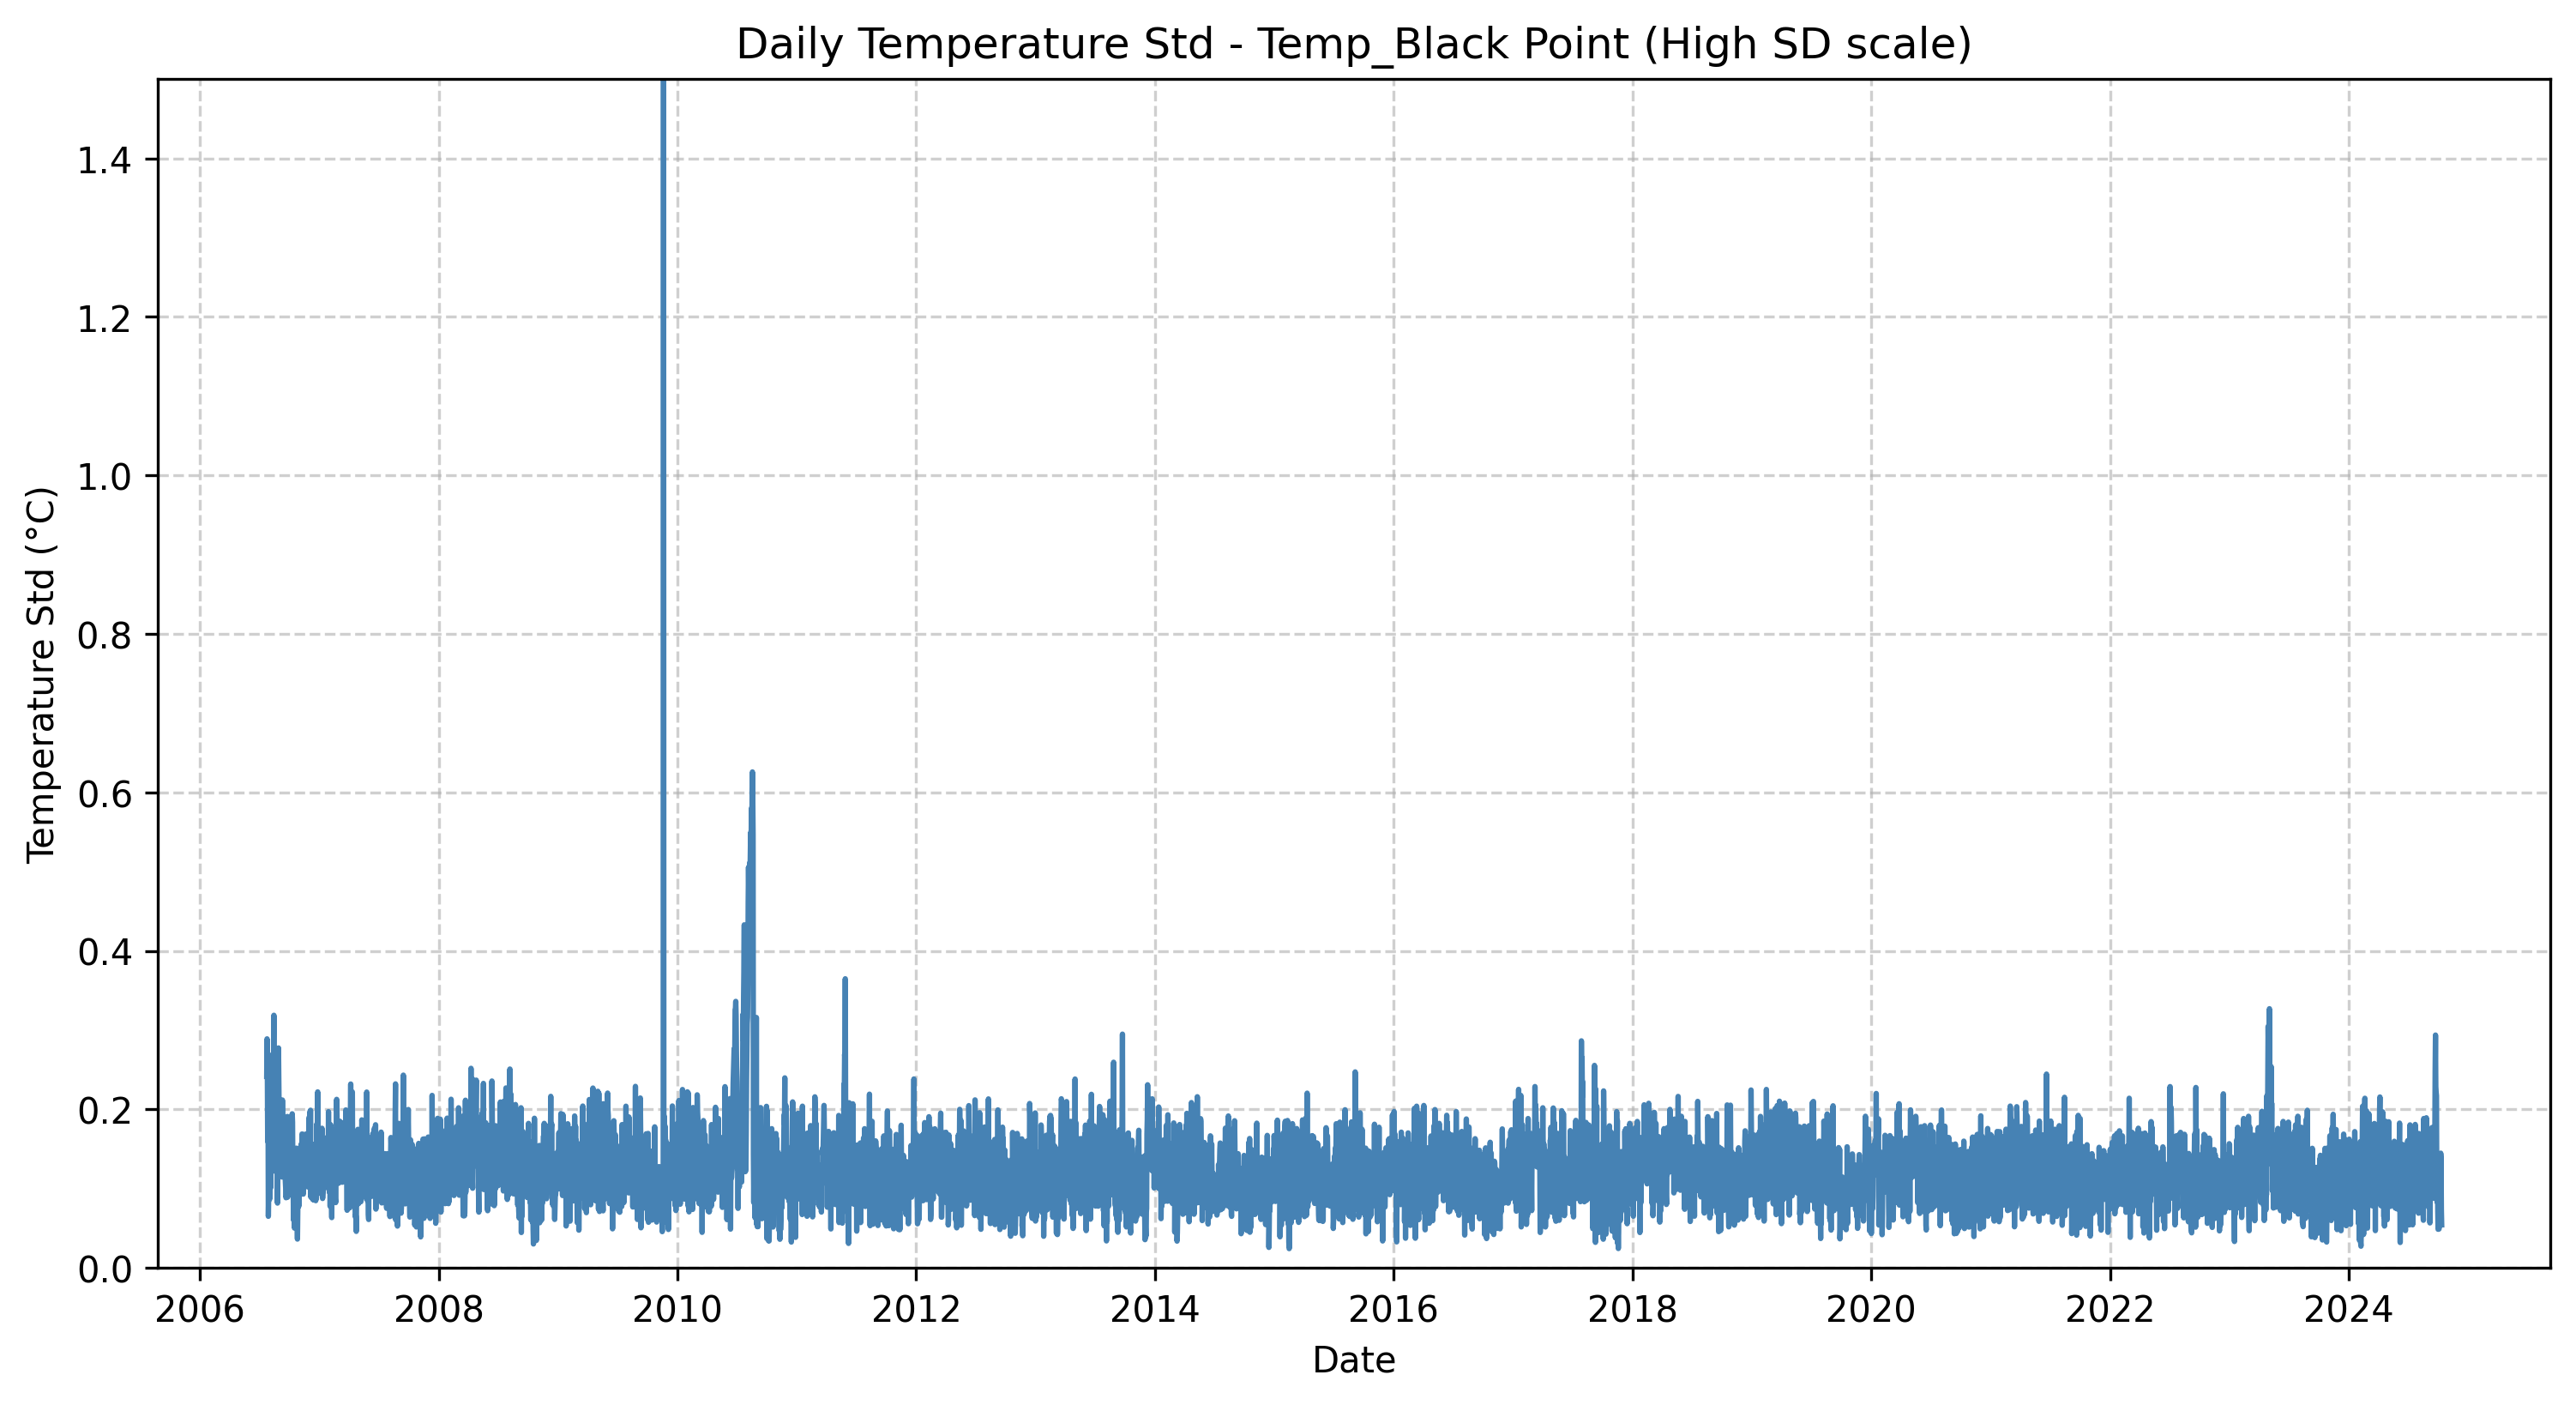 Daily Temperature Std - Temp_Black Point (High SD scale)
Temperature Std (°C)
1.4
1.2
1.0
0.8
0.6
0.4
0.2
0.0
2006 2008 2010 2012 2014 2016 2018 2020 2022 2024
Date